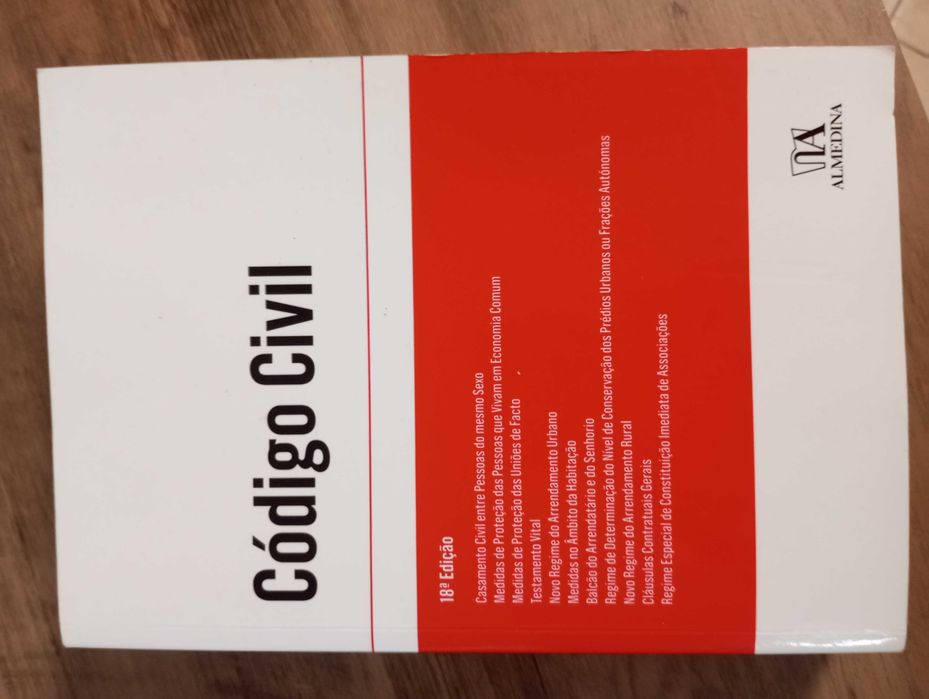 Código Civil
18ª Edição
Casamento Civil entre Pessoas do mesmo Sexo
Medidas de Proteção das Pessoas que Vivam em Economia Comum
Medidas de Proteção das Uniões de Facto
Testamento Vital
Novo Regime do Arrendamento Urbano
Medidas no Âmbito da Habitação
Balcão do Arrendatário e do Senhorio
Regime de Determinação do Nível de Conservação dos Prédios Urbanos ou Frações Autónomas
Novo Regime do Arrendamento Rural
Cláusulas Contratuais Gerais
Regime Especial de Constituição Imediata de Associações
ALMEDINA